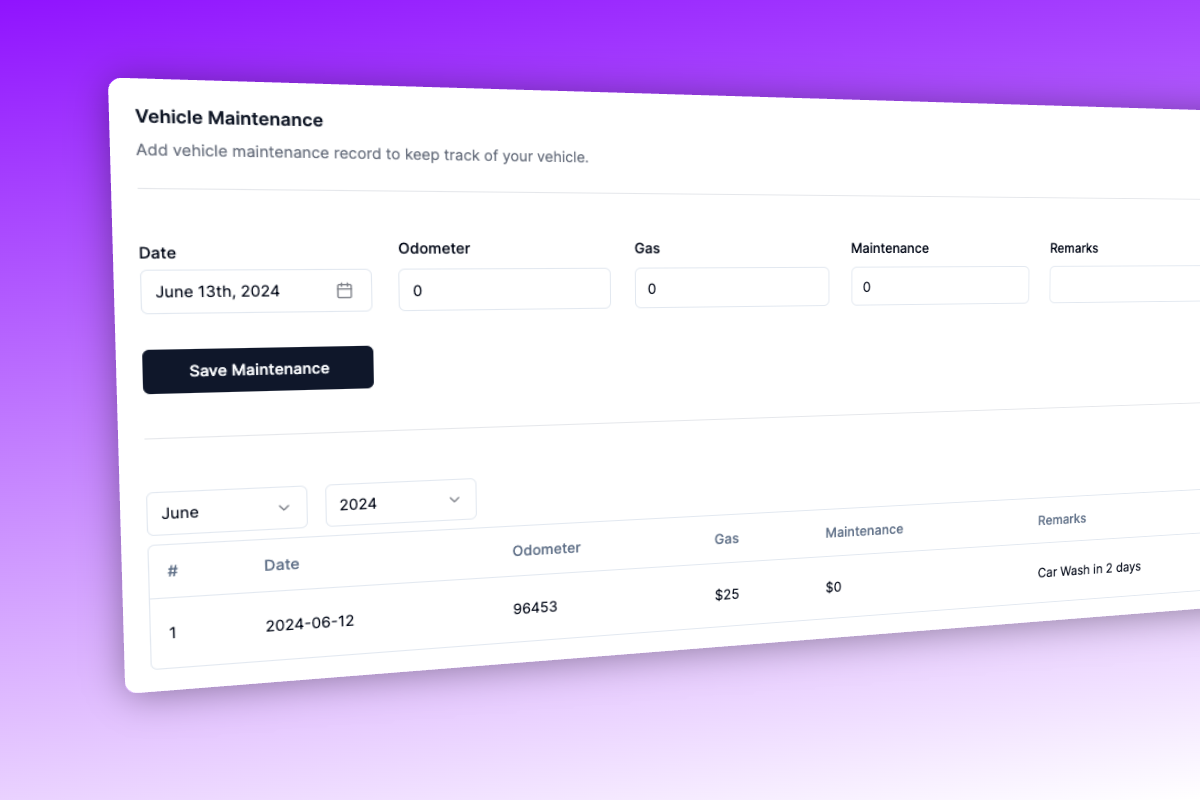 Vehicle Maintenance
Add vehicle maintenance record to keep track of your vehicle.
Date Odometer Gas Maintenance Remarks
June 13th, 2024 0 0 0
Save Maintenance
June 2024
# Date Odometer Gas Maintenance Remarks
1 2024-06-12 96453 $25 $0 Car Wash in 2 days